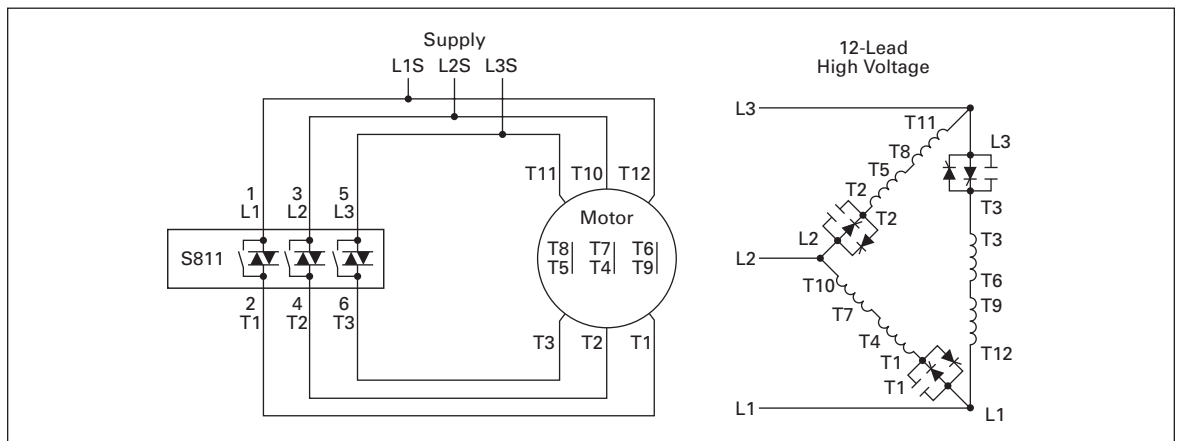 Supply
L1S L2S L3S
T11 T10 T12
1 3 5
L1 L2 L3
Motor
S811
T8 T7 T6
T5 T4 T9
2 4 6
T1 T2 T3
T3 T2 T1
12-Lead
High Voltage
L3
T11
L3
T8
T5
T2
T3
T2
L2
T3
L2
T6
T10
T9
T7
T4
T12
T1
T1
L1
L1